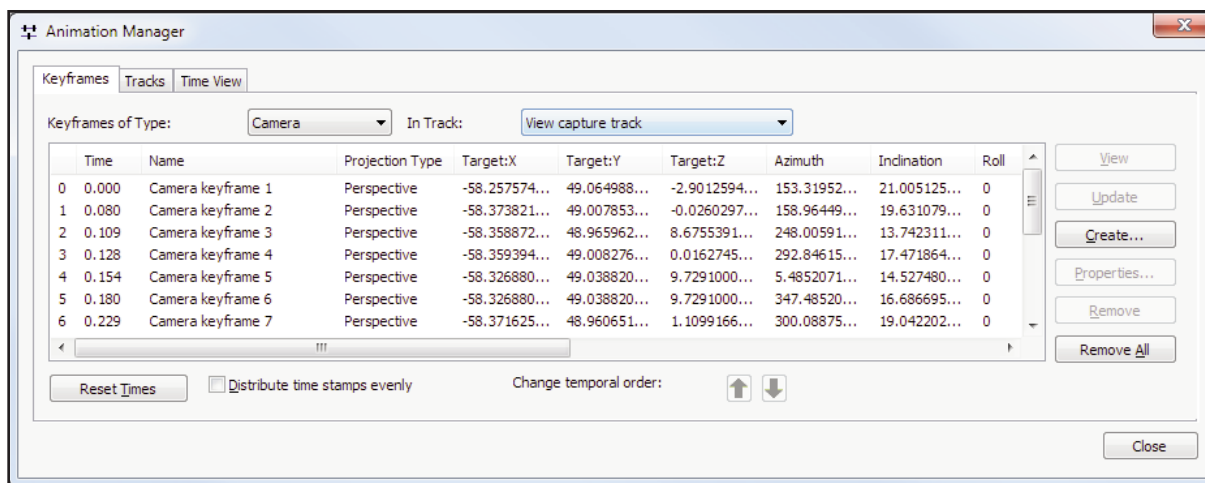 Animation Manager
Keyframes Tracks Time View
Keyframes of Type: Camera In Track: View capture track
Time Name Projection Type Target:X Target:Y Target:Z Azimuth Inclination Roll
0 0.000 Camera keyframe 1 Perspective -58.257574... 49.064988... -2.9012594... 153.31952... 21.005125... 0
1 0.080 Camera keyframe 2 Perspective -58.373821... 49.007853... -0.0260297... 158.96449... 19.631079... 0
2 0.109 Camera keyframe 3 Perspective -58.358872... 48.965962... 8.6755391... 248.00591... 13.742311... 0
3 0.128 Camera keyframe 4 Perspective -58.359394... 49.008276... 0.0162745... 292.84615... 17.471864... 0
4 0.154 Camera keyframe 5 Perspective -58.326880... 49.038820... 9.7291000... 5.4852071... 14.527480... 0
5 0.180 Camera keyframe 6 Perspective -58.326880... 49.038820... 9.7291000... 347.48520... 16.686695... 0
6 0.229 Camera keyframe 7 Perspective -58.371625... 48.960651... 1.1099166... 300.08875... 19.042202... 0
View
Update
Create...
Properties...
Remove
Remove All
Reset Times Distribute time stamps evenly Change temporal order:
Close